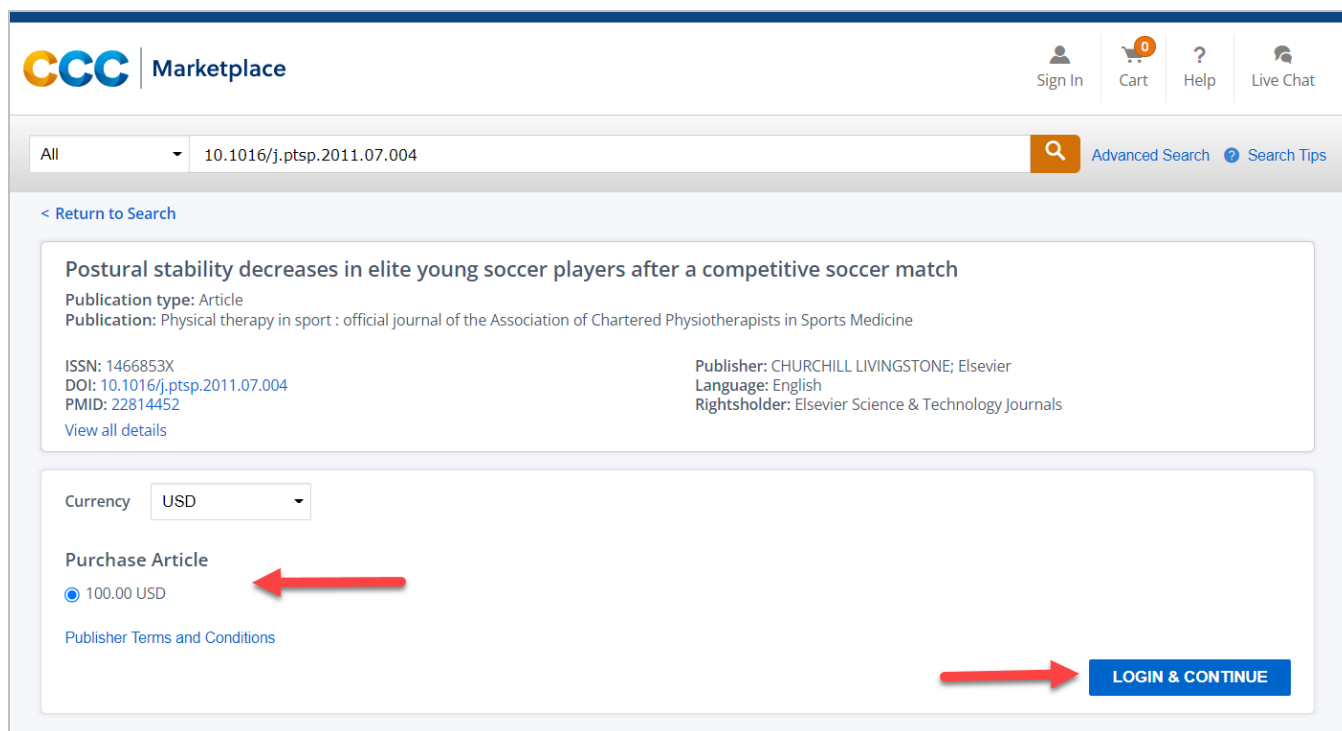 CCC Marketplace
Sign In
0
Cart
?
Help
Live Chat
All
10.1016/j.ptsp.2011.07.004
Advanced Search ? Search Tips
< Return to Search
Postural stability decreases in elite young soccer players after a competitive soccer match
Publication type: Article
Publication: Physical therapy in sport : official journal of the Association of Chartered Physiotherapists in Sports Medicine
ISSN: 1466853X
DOI: 10.1016/j.ptsp.2011.07.004
PMID: 22814452
View all details
Publisher: CHURCHILL LIVINGSTONE; Elsevier
Language: English
Rightsholder: Elsevier Science & Technology Journals
Currency USD
Purchase Article
100.00 USD
Publisher Terms and Conditions
LOGIN & CONTINUE